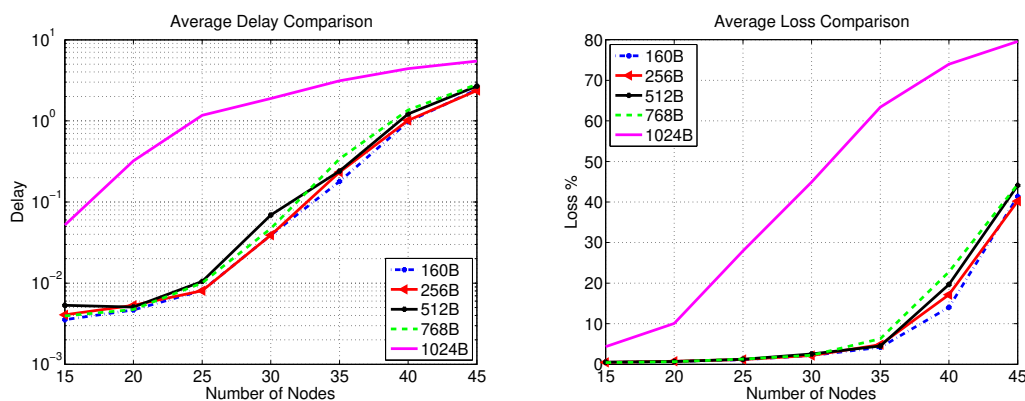 Average Delay Comparison
10^1
10^0
10^-1
10^-2
10^-3
Delay
160B
256B
512B
768B
1024B
15 20 25 30 35 40 45
Number of Nodes
Average Loss Comparison
80
70
60
50
40
30
20
10
0
Loss %
160B
256B
512B
768B
1024B
15 20 25 30 35 40 45
Number of Nodes